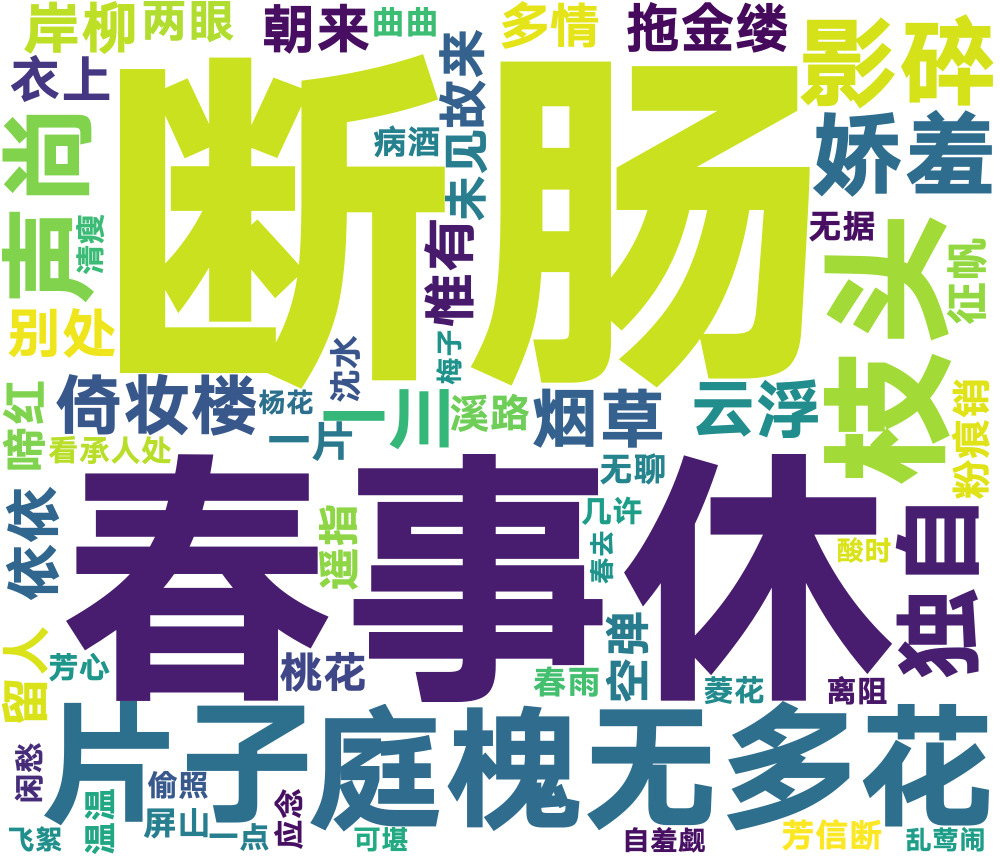 岸柳
两眼
朝来
曲曲
多情
拖金缕
影碎
衣上
断肠
故来
娇羞
病酒
尚
未见
声
清瘦
无据
枝头
惟有
征帆
别处
沈水
梅子
倚妆楼
杨花
一片
一川
溪路
烟草
云浮
枝
粉痕销
啼红
看承人处
无聊
春事休
依依
遥指
几许
春去
酸时
独自
留人
芳心
桃花
空弹
春雨
菱花
离阻
片子
庭槐
无多花
闲愁
偷照
温温
屏山
一点
应念
飞絮
可堪
自羞觑
芳信断
乱莺闹